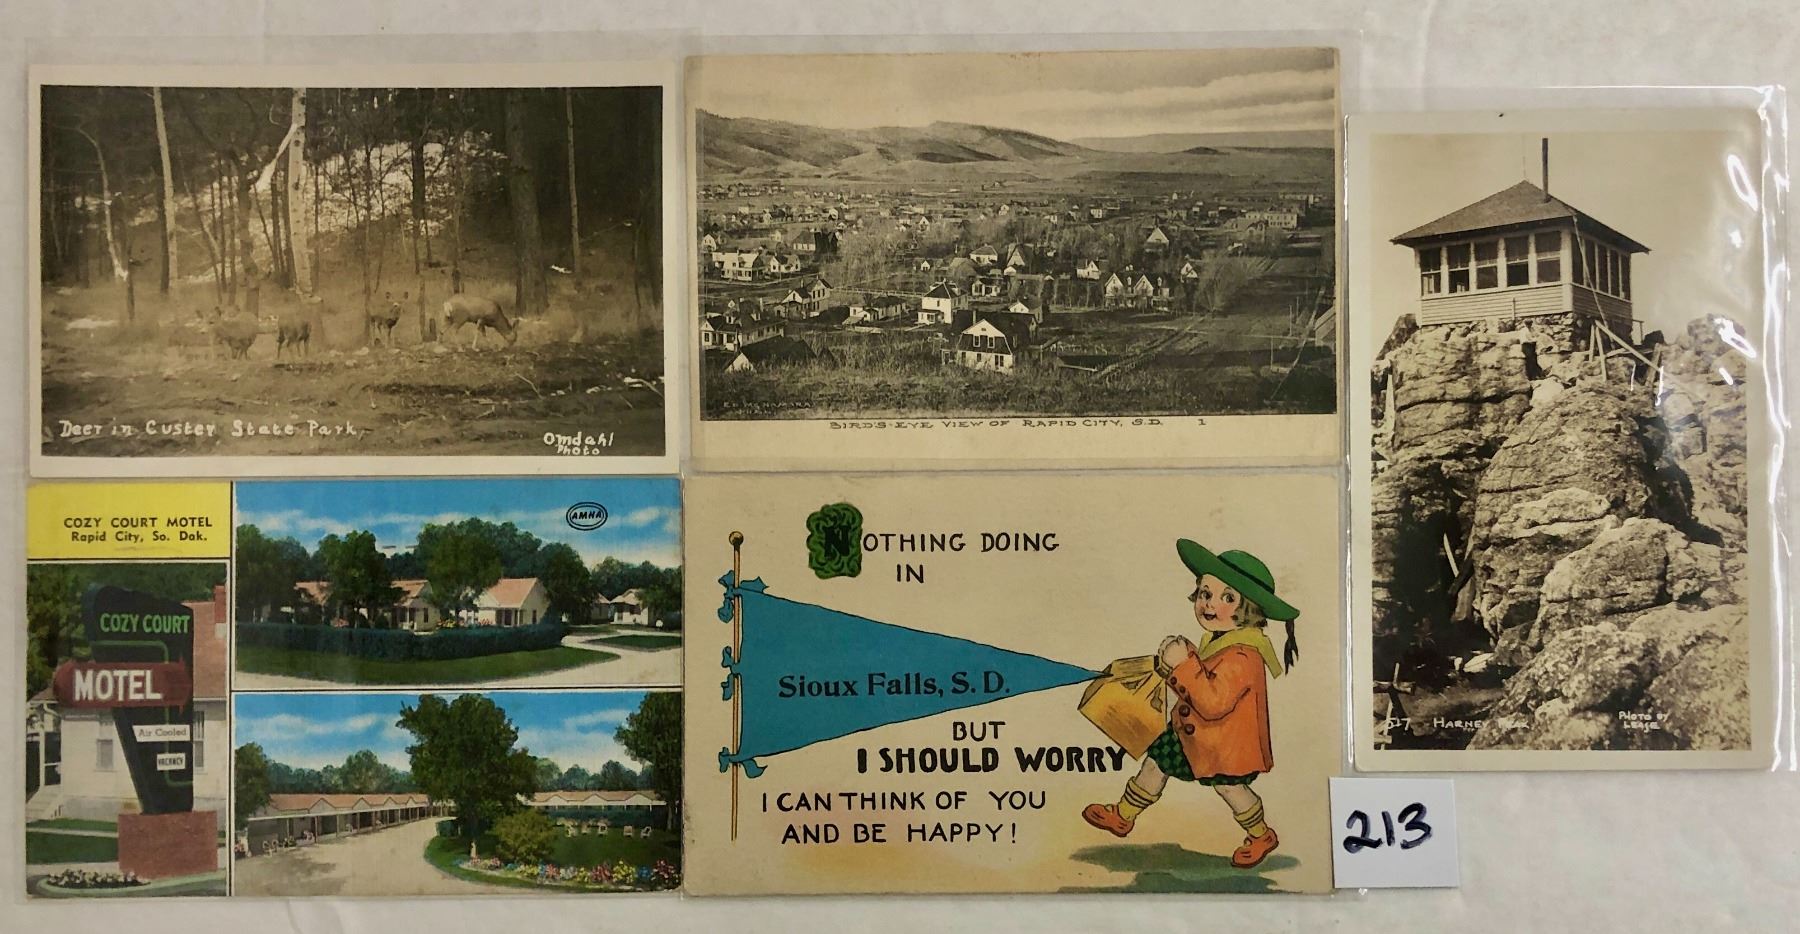 Deer in Custer State Park
Omdahl
Photo
BIRD'S-EYE VIEW OF RAPID CITY, S.D. 1
COZY COURT MOTEL
Rapid City, So. Dak.
AMHA
COZY COURT
MOTEL
Air Cooled
VACANCY
NOTHING DOING
IN
Sioux Falls, S. D.
BUT
I SHOULD WORRY
I CAN THINK OF YOU
AND BE HAPPY!
HARNEY PEAK
PHOTO BY
213